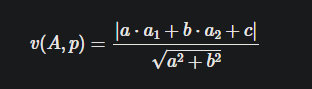 v(A, p) = |a · a₁ + b · a₂ + c| / √(a² + b²)